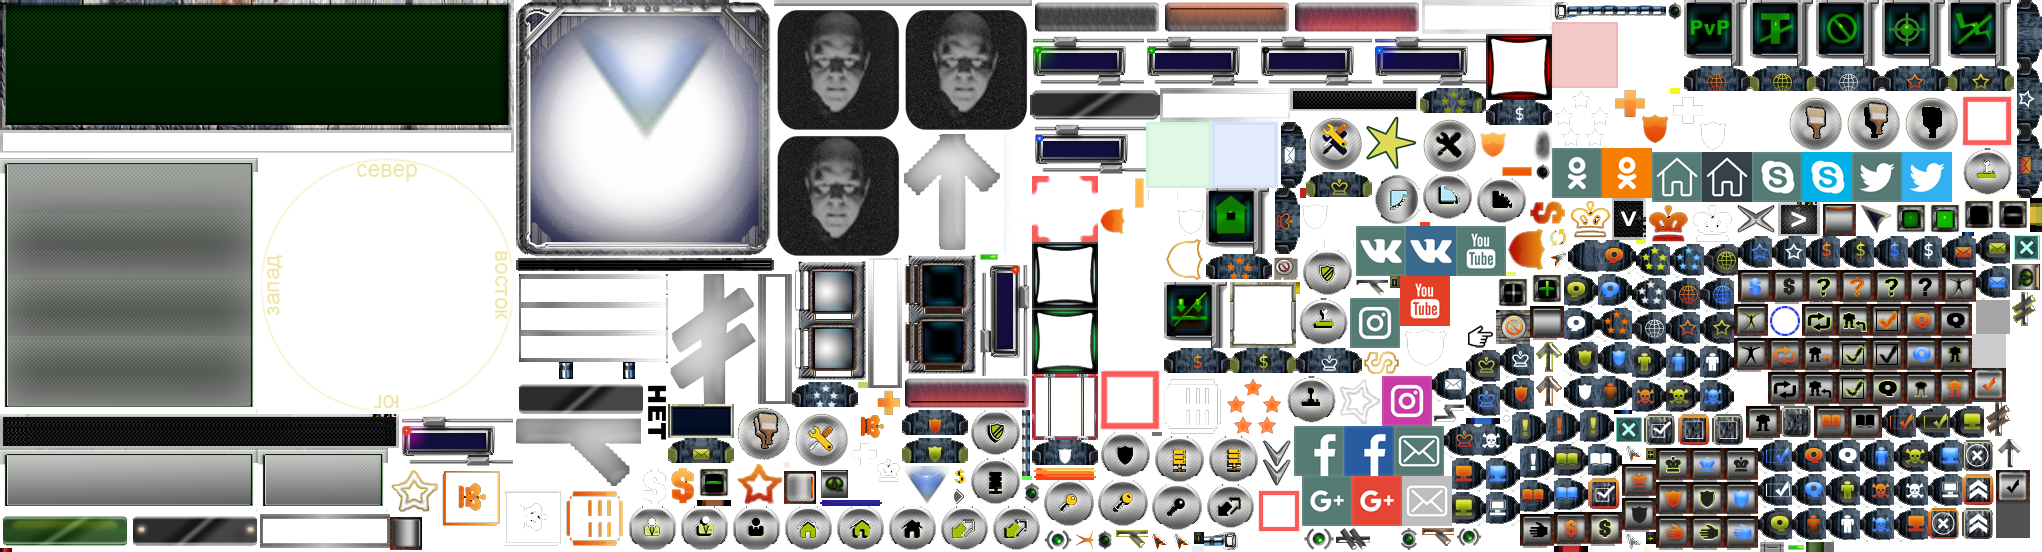 PvP
север
запад
восток
юг
НЕТ
You
Tube
You
Tube
G+
G+